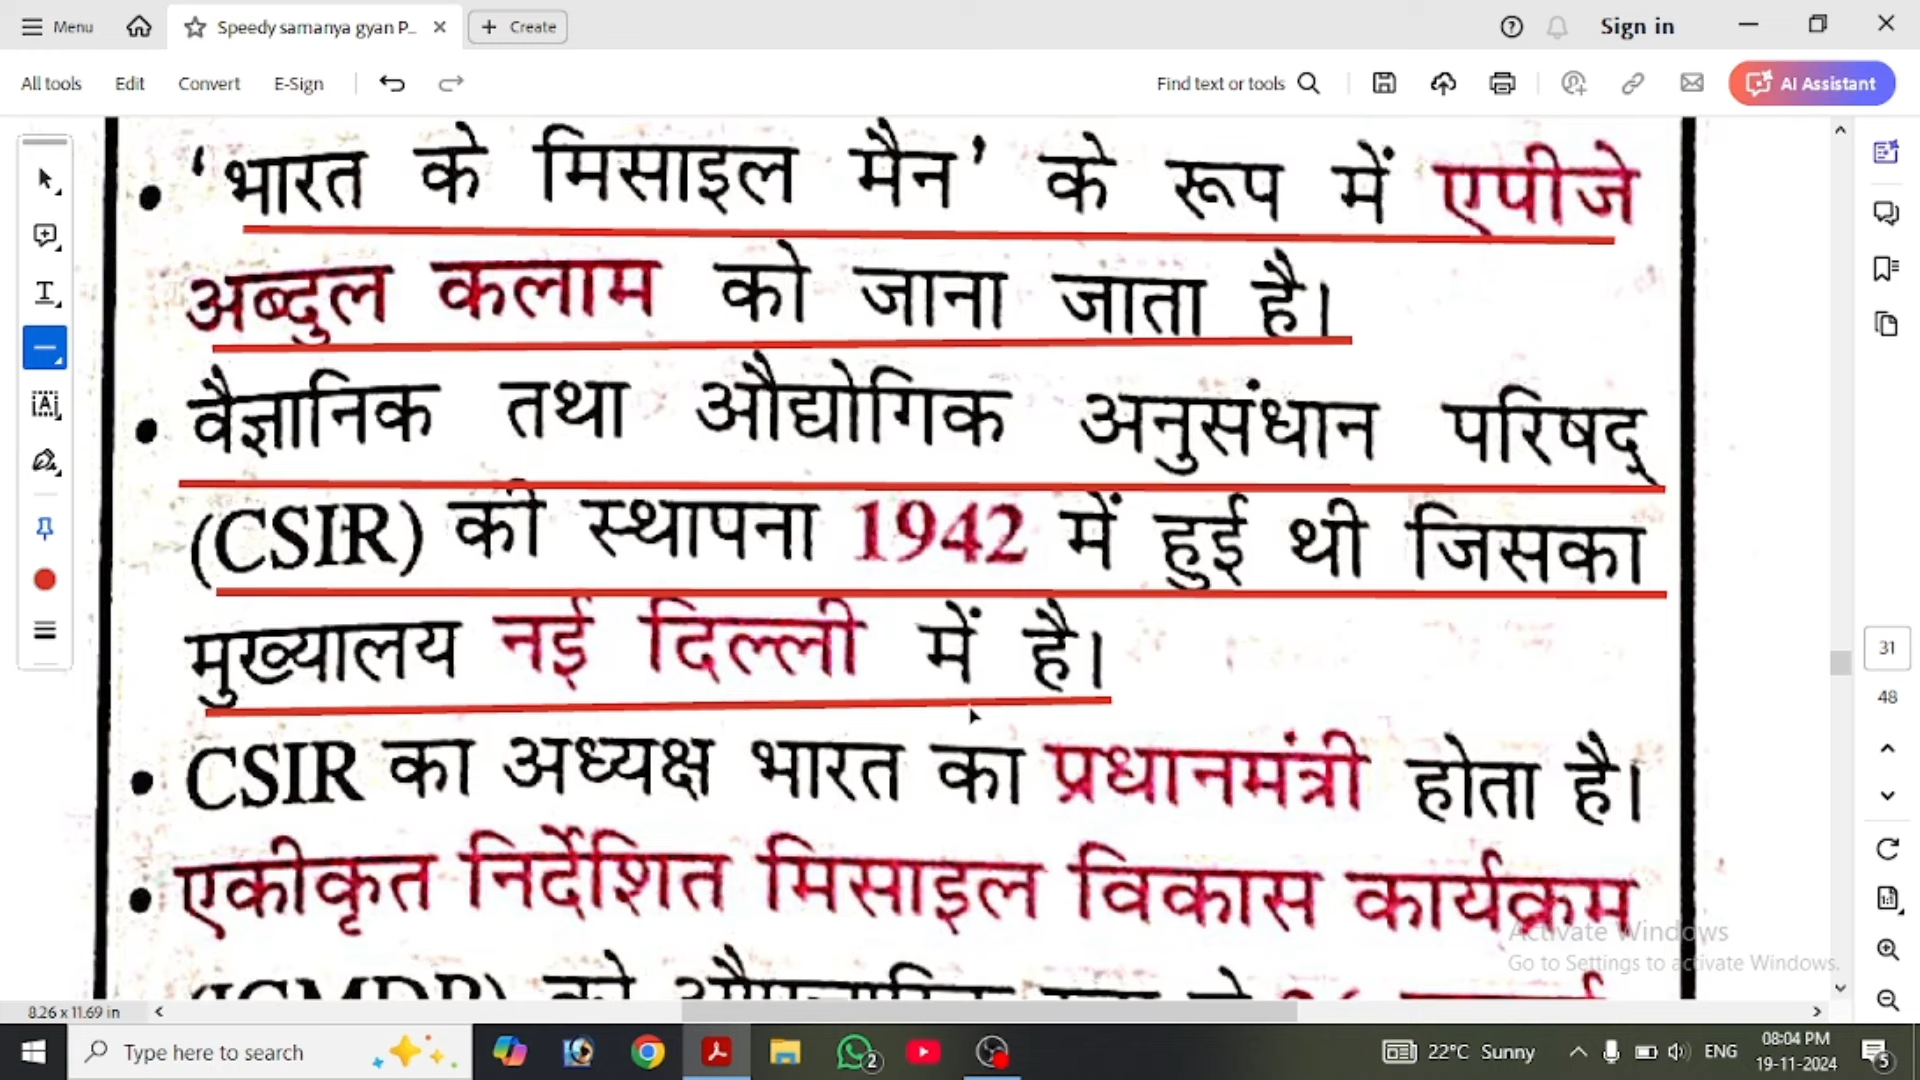 Menu
Speedy samanya gyan P...
Create
Sign in
All tools
Edit
Convert
E-Sign
Find text or tools
AI Assistant
• 'भारत के मिसाइल मैन' के रूप में एपीजे
अब्दुल कलाम को जाना जाता है।
• वैज्ञानिक तथा औद्योगिक अनुसंधान परिषद्
(CSIR) की स्थापना 1942 में हुई थी जिसका
मुख्यालय नई दिल्ली में है।
• CSIR का अध्यक्ष भारत का प्रधानमंत्री होता है।
• एकीकृत निर्देशित मिसाइल विकास कार्यक्रम
31
48
Activate Windows
Go to Settings to activate Windows.
8.26 x 11.69 in
Type here to search
2
22°C Sunny
ENG
08:04 PM
19-11-2024
5